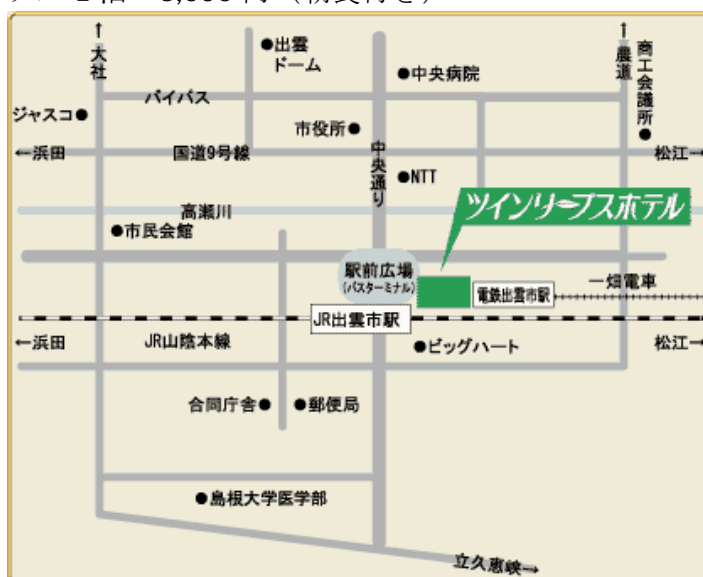 大社
出雲
ドーム
農道
商工会議所
中央病院
バイパス
ジャスコ
市役所
←浜田
国道9号線
中央通り
松江→
NTT
高瀬川
ツインリーブスホテル
市民会館
駅前広場
(バスターミナル)
電鉄出雲市駅
一畑電車
JR出雲市駅
←浜田
JR山陰本線
ビッグハート
松江→
合同庁舎
郵便局
島根大学医学部
立久恵峡→